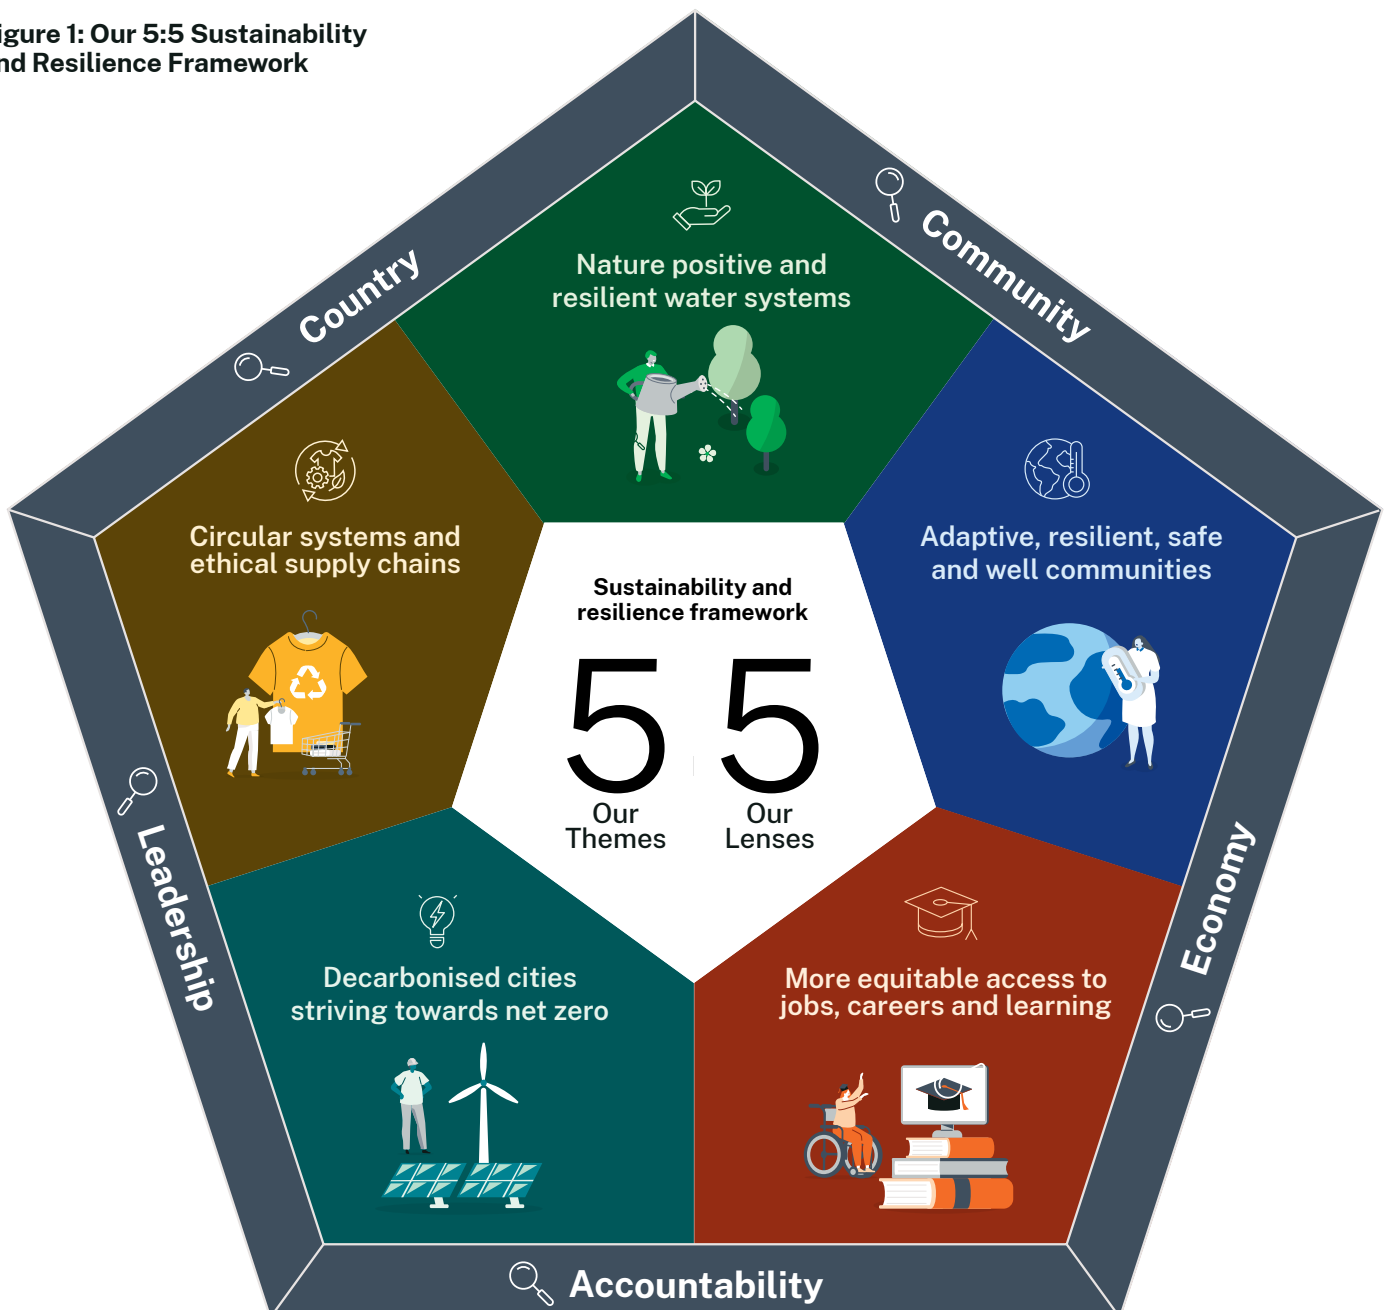 igure 1: Our 5:5 Sustainability
nd Resilience Framework
Country
Community
Nature positive and
resilient water systems
Circular systems and
ethical supply chains
Adaptive, resilient, safe
and well communities
Sustainability and
resilience framework
5 5
Our Themes
Our Lenses
Leadership
Economy
Decarbonised cities
striving towards net zero
More equitable access to
jobs, careers and learning
Accountability